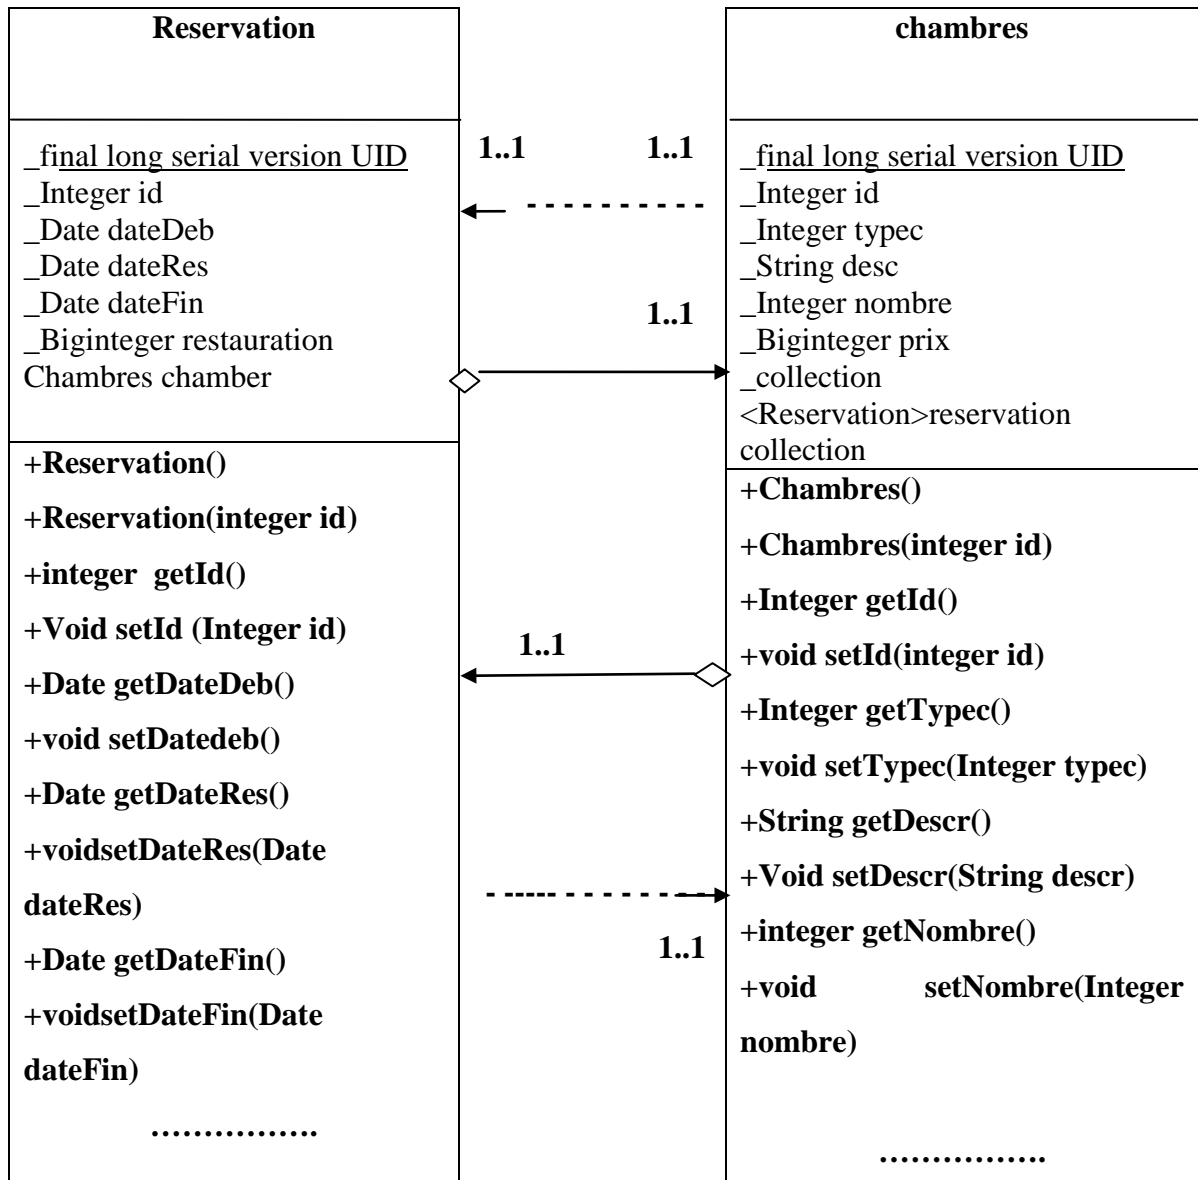 Reservation
_final long serial version UID
_Integer id
_Date dateDeb
_Date dateRes
_Date dateFin
_Biginteger restauration
Chambres chamber
+Reservation()
+Reservation(integer id)
+integer getId()
+Void setId (Integer id)
+Date getDateDeb()
+void setDatedeb()
+Date getDateRes()
+voidsetDateRes(Date
dateRes)
+Date getDateFin()
+voidsetDateFin(Date
dateFin)
................
1..1
1..1
1..1
1..1
1..1
chambres
_final long serial version UID
_Integer id
_Integer typec
_String desc
_Integer nombre
_Biginteger prix
_collection
<Reservation>reservation
collection
+Chambres()
+Chambres(integer id)
+Integer getId()
+void setId(integer id)
+Integer getTypec()
+void setTypec(Integer typec)
+String getDescr()
+Void setDescr(String descr)
+integer getNombre()
+void setNombre(Integer
nombre)
................